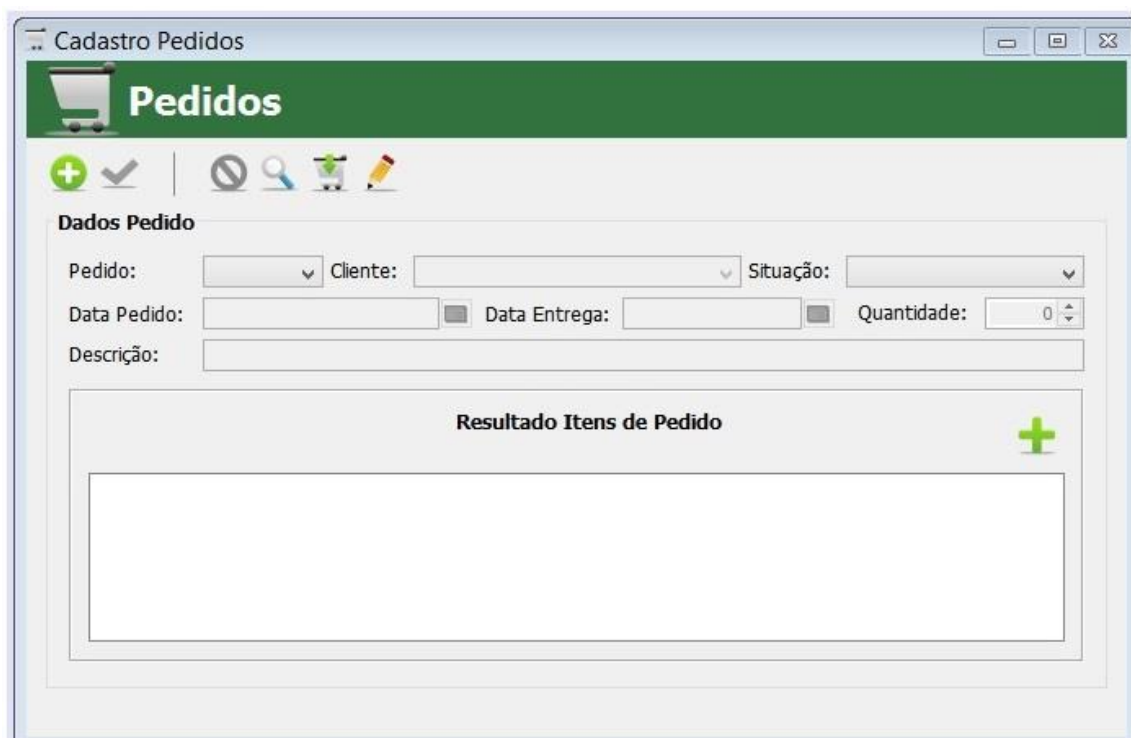 Cadastro Pedidos
Pedidos
Dados Pedido
Pedido: Cliente: Situação:
Data Pedido: Data Entrega: Quantidade: 0
Descrição:
Resultado Itens de Pedido